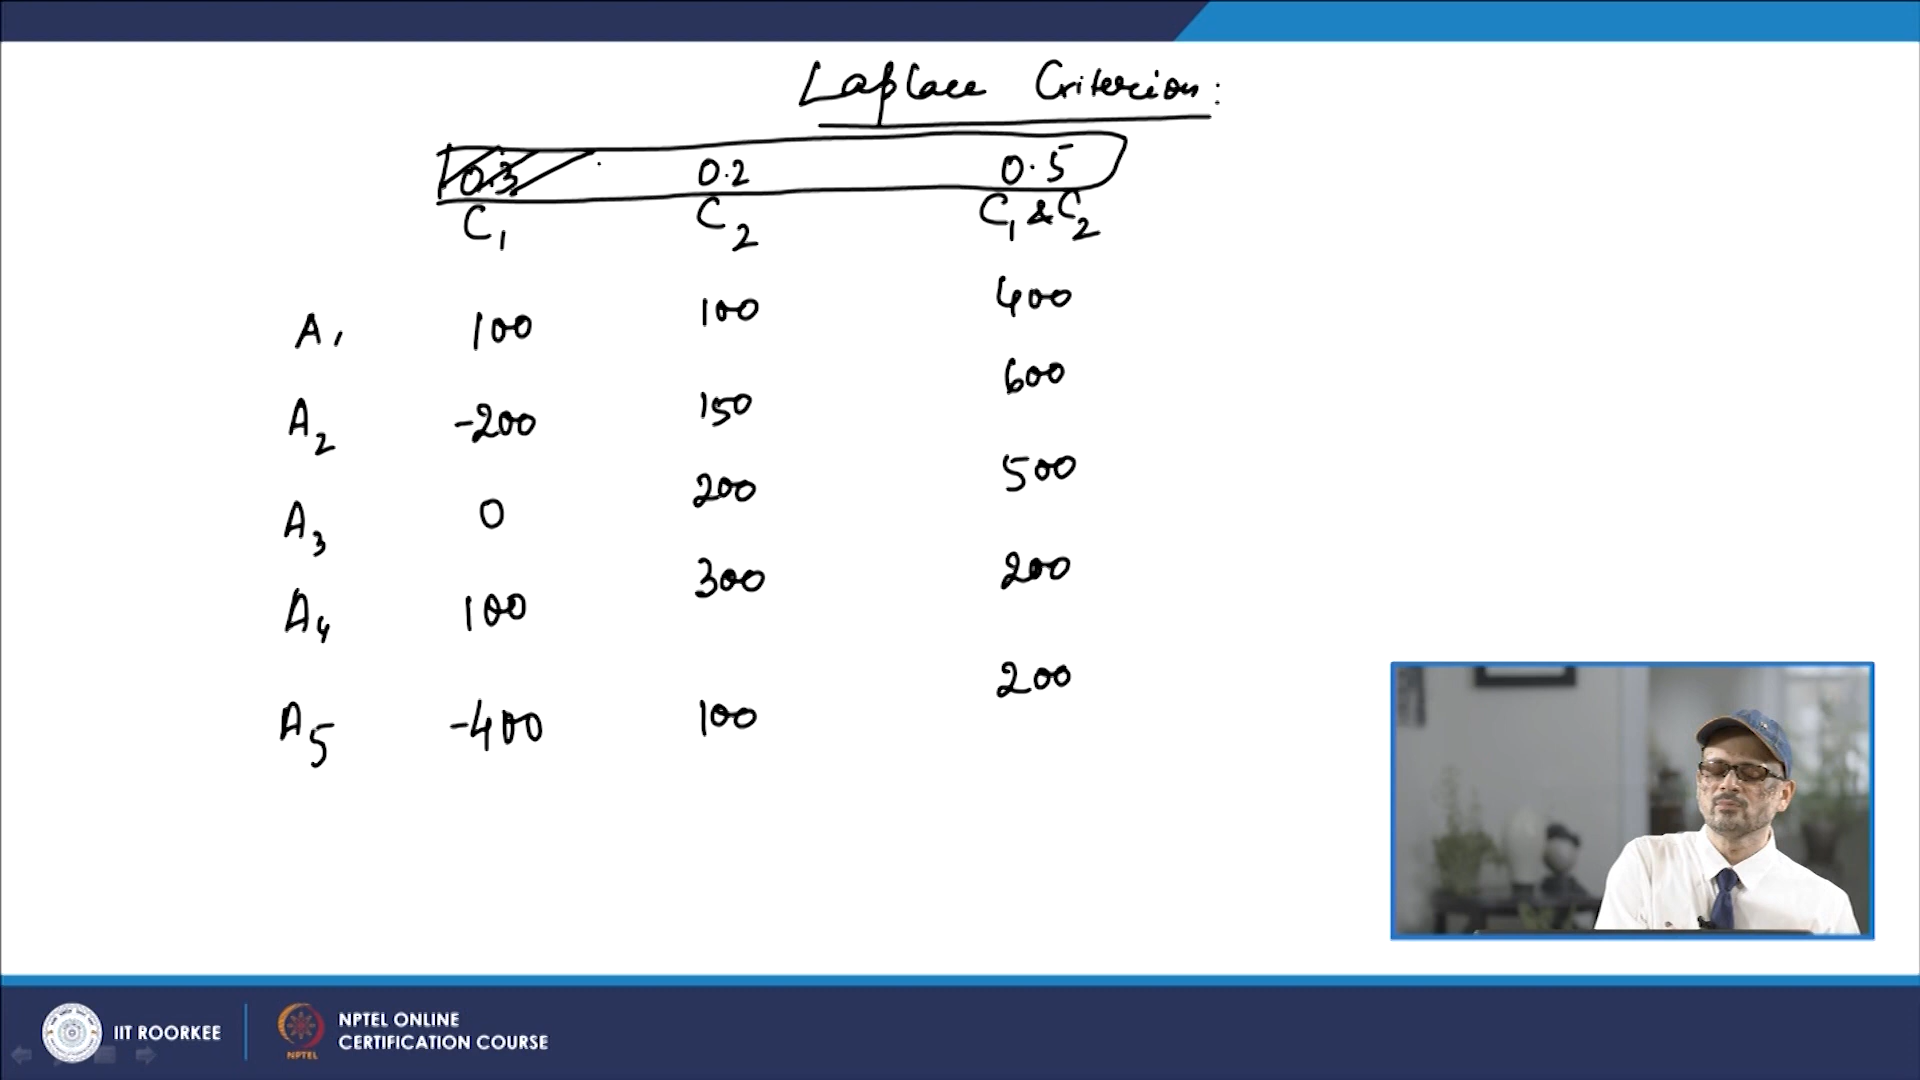 Laplace Criterion:
0.3 0.2 0.5
C1 C2 C1 & C2
A1 100 100 400
A2 -200 150 600
A3 0 200 500
A4 100 300 200
A5 -400 100 200
IIT ROORKEE
NPTEL
NPTEL ONLINE
CERTIFICATION COURSE